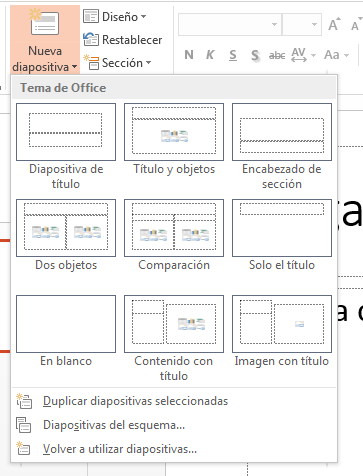 Nueva
diapositiva
Diseño
Restablecer
Sección
N K S S abc AV Aa
A A
Tema de Office
Diapositiva de
título
Título y objetos
Encabezado de
sección
Dos objetos
Comparación
Solo el título
En blanco
Contenido con
título
Imagen con título
Duplicar diapositivas seleccionadas
Diapositivas del esquema...
Volver a utilizar diapositivas...
ga
a c